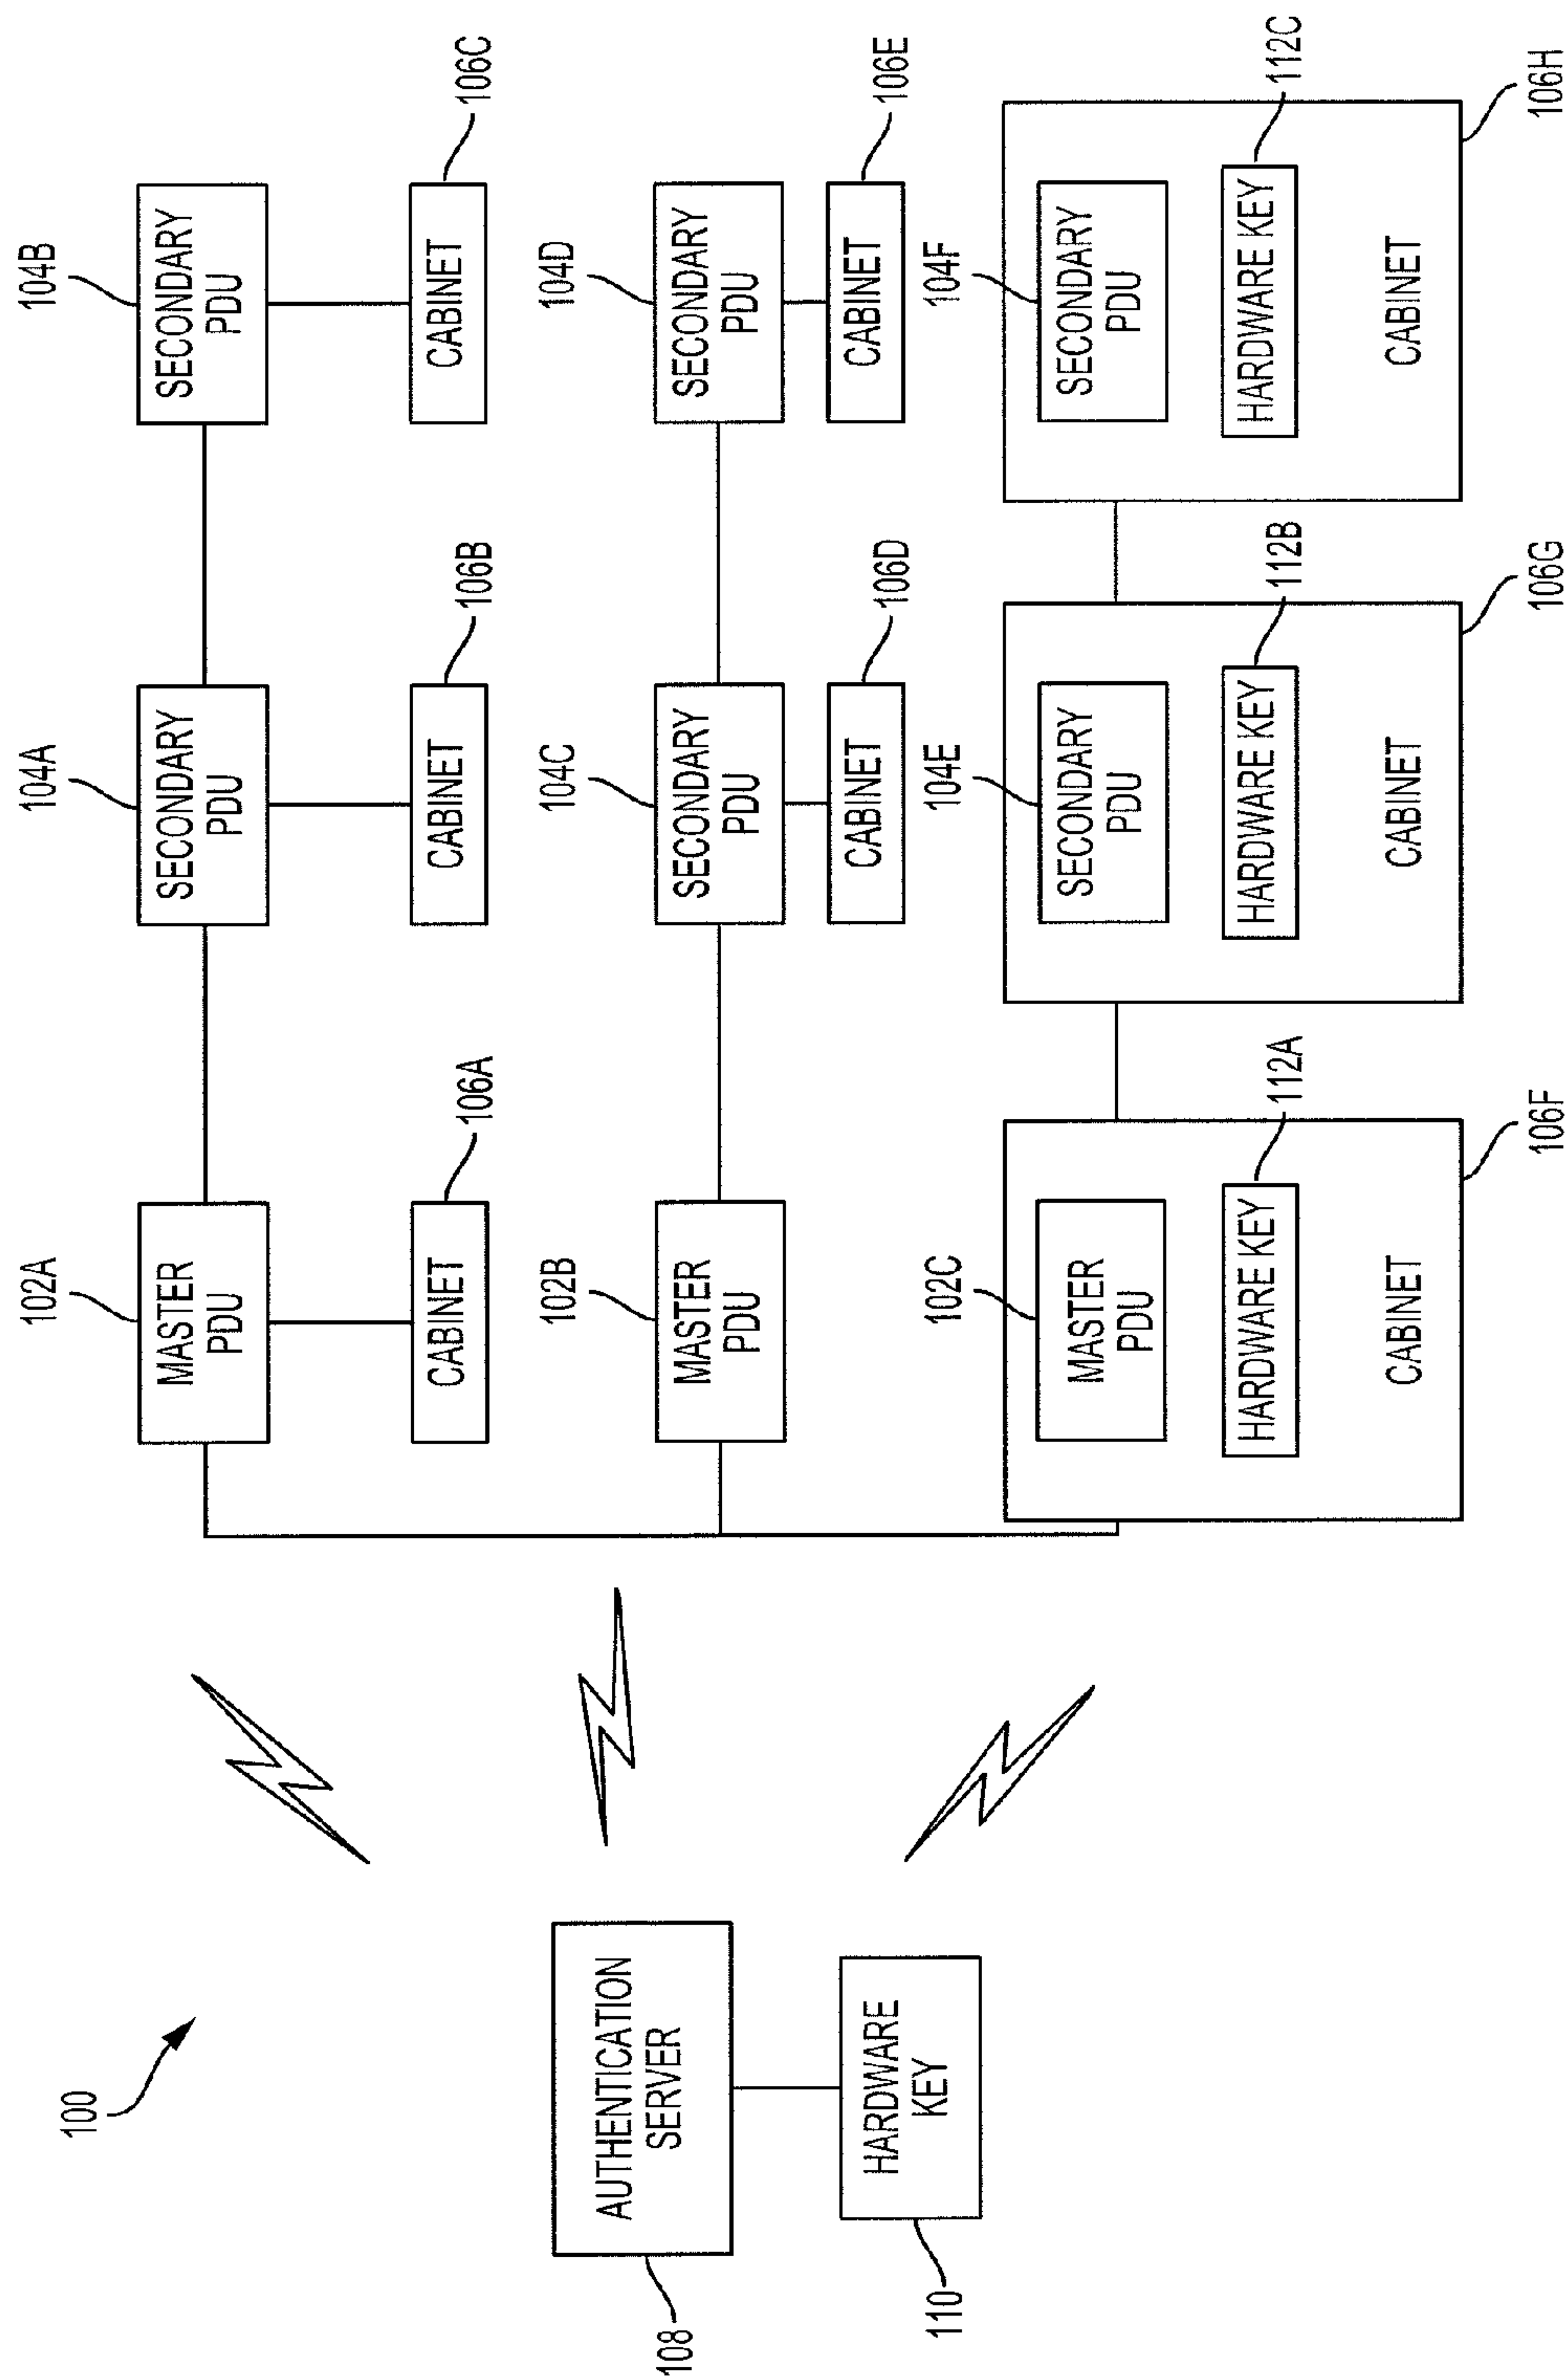 100
102A
104A
104B
MASTER
PDU
SECONDARY
PDU
SECONDARY
PDU
106A
106B
106C
CABINET
CABINET
CABINET
102B
104C
104D
AUTHENTICATION
SERVER
108
MASTER
PDU
SECONDARY
PDU
SECONDARY
PDU
106D
106E
CABINET
CABINET
HARDWARE
KEY
110
102C
104E
104F
MASTER
PDU
SECONDARY
PDU
SECONDARY
PDU
112A
112B
112C
HARDWARE KEY
HARDWARE KEY
HARDWARE KEY
CABINET
CABINET
CABINET
106F
106G
106H